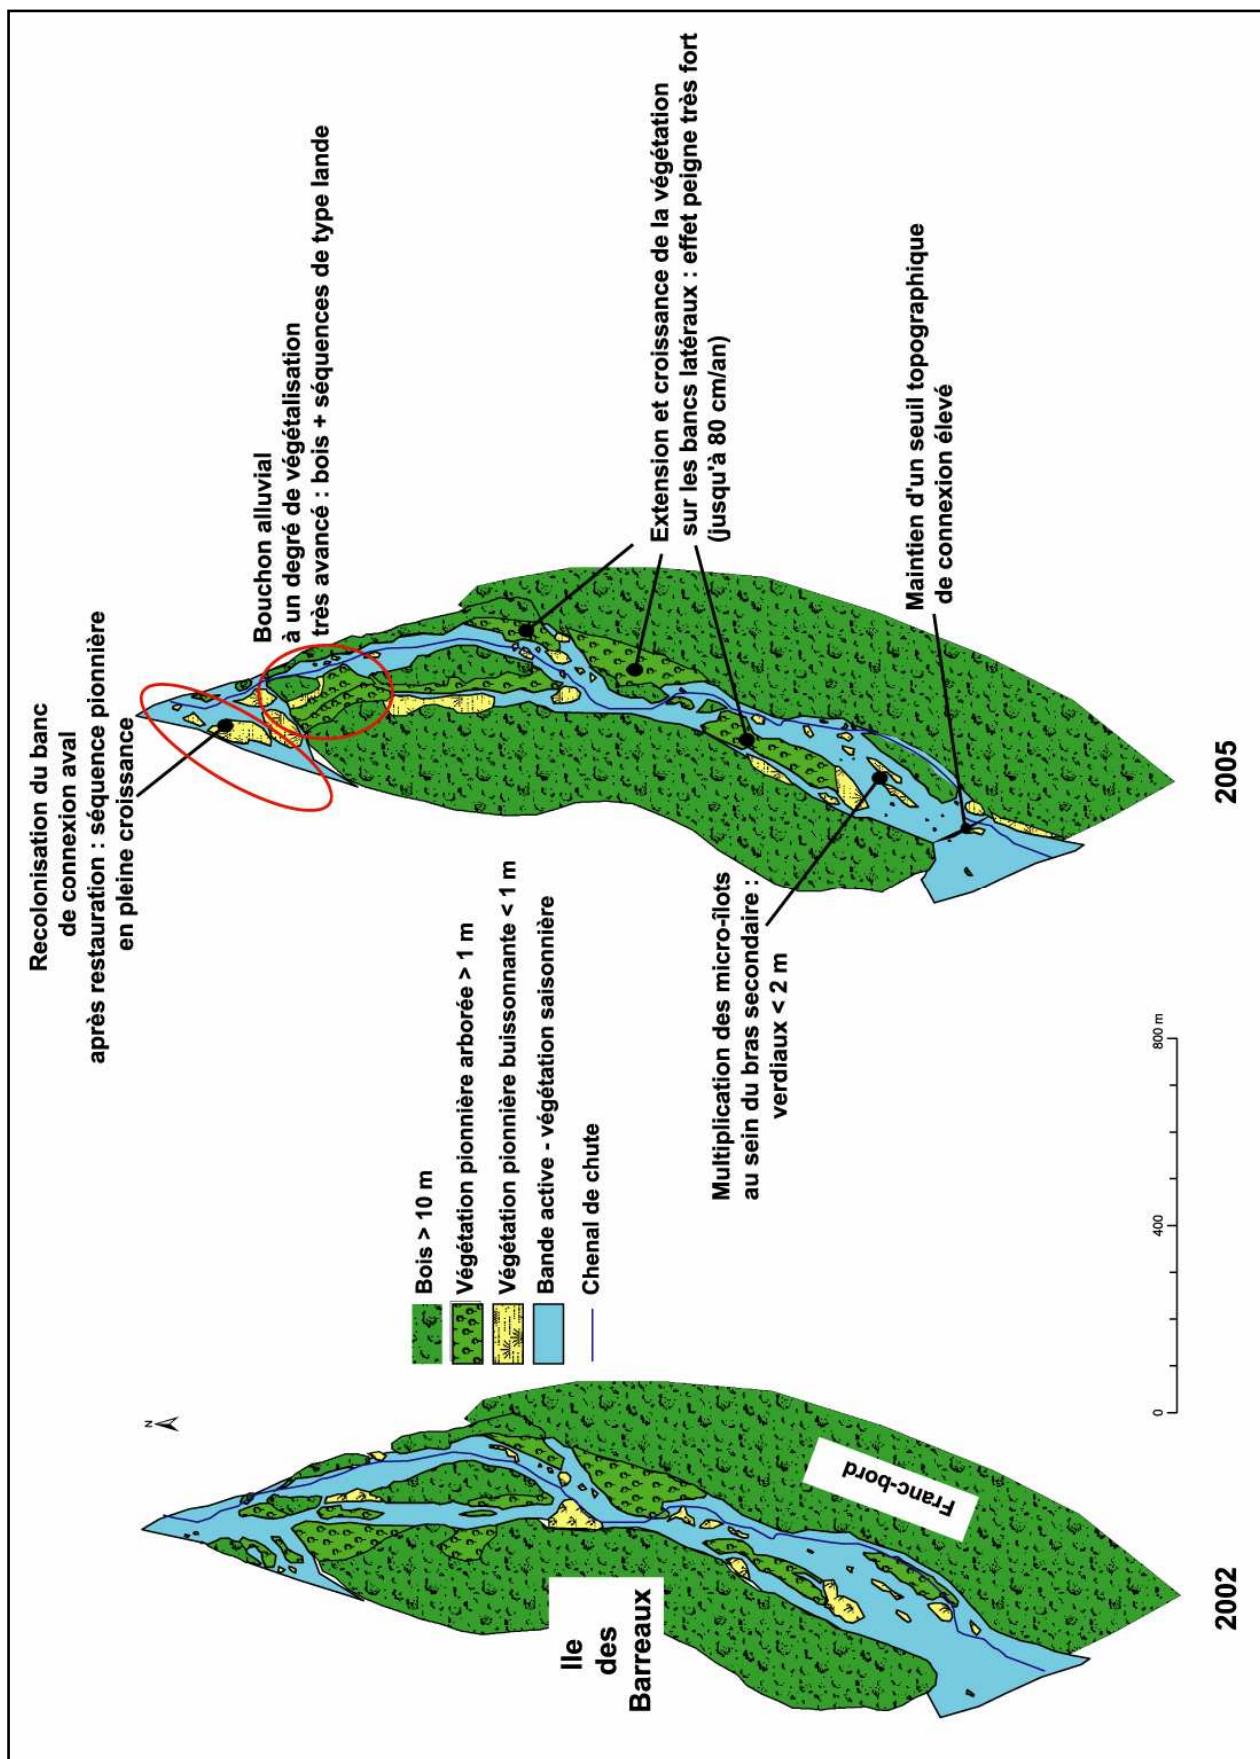 Recolonisation du banc
de connexion aval
après restauration : séquence pionnière
en pleine croissance
Bouchon alluvial
à un degré de végétalisation
très avancé : bois + séquences de type lande
Extension et croissance de la végétation
sur les bancs latéraux : effet peigne très fort
(jusqu'à 80 cm/an)
Maintien d'un seuil topographique
de connexion élevé
Multiplication des micro-îlots
au sein du bras secondaire :
verdiaux < 2 m
N
Bois > 10 m
Végétation pionnière arborée > 1 m
Végétation pionnière buissonnante < 1 m
Bande active - végétation saisonnière
Chenal de chute
Ile
des
Barreaux
Franc-bord
0
400
800 m
2002
2005